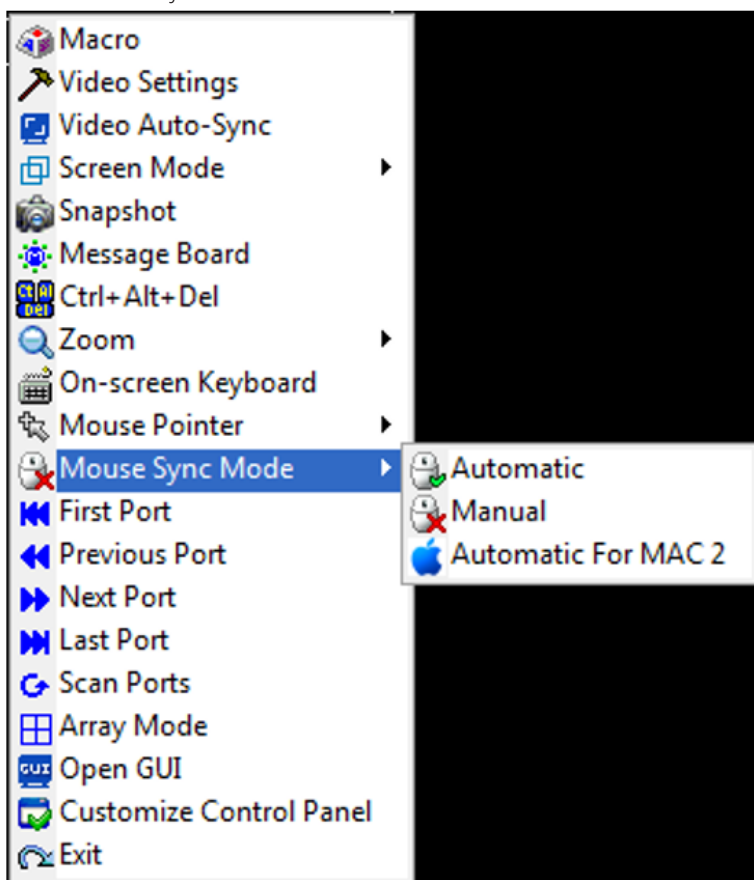 Macro
Video Settings
Video Auto-Sync
Screen Mode
Snapshot
Message Board
Ctrl+Alt+Del
Zoom
On-screen Keyboard
Mouse Pointer
Mouse Sync Mode
Automatic
Manual
Automatic For MAC 2
First Port
Previous Port
Next Port
Last Port
Scan Ports
Array Mode
Open GUI
Customize Control Panel
Exit